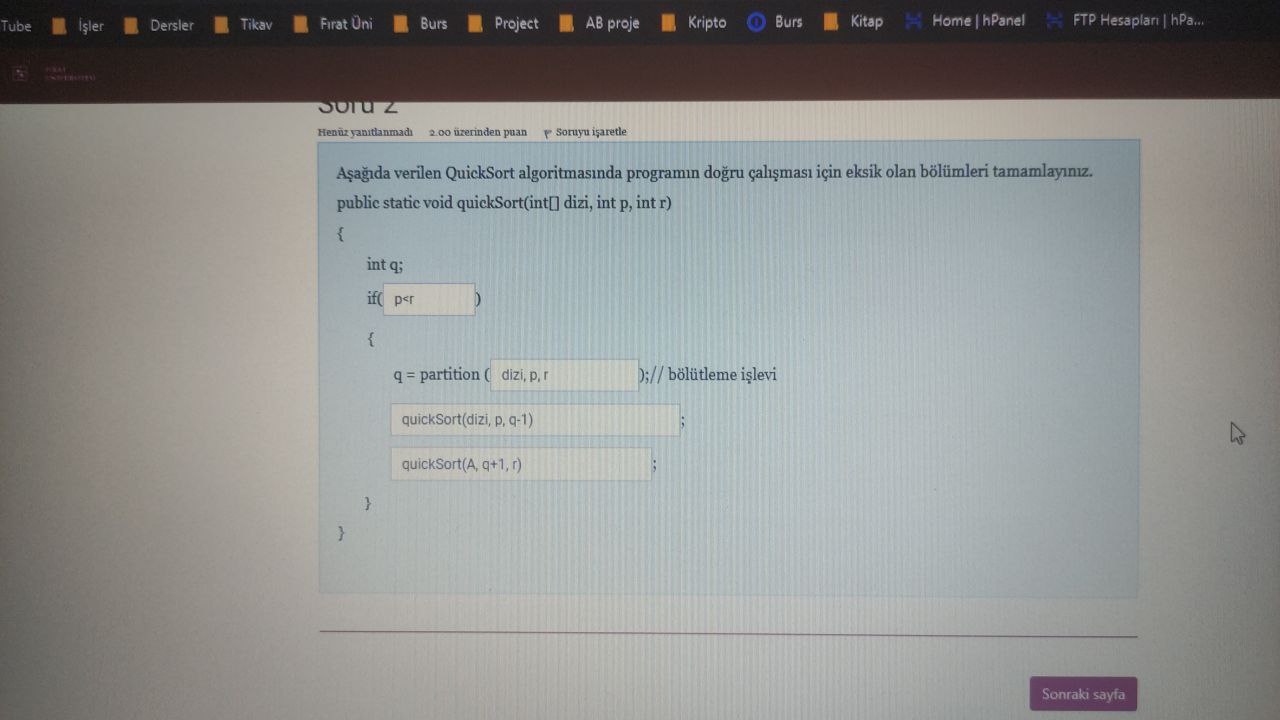 Tube İşler Dersler Tikav Fırat Üni Burs Project AB proje Kripto Burs Kitap Home | hPanel FTP Hesapları | hPa...
Soru 2
Henüz yanıtlanmadı 2.00 üzerinden puan Soruyu işaretle
Aşağıda verilen QuickSort algoritmasında programın doğru çalışması için eksik olan bölümleri tamamlayınız.
public static void quickSort(int[] dizi, int p, int r)
{
int q;
if( p<r )
{
q = partition ( dizi, p, r );// bölütleme işlevi
quickSort(dizi, p, q-1) ;
quickSort(A, q+1, r) ;
}
}
Sonraki sayfa